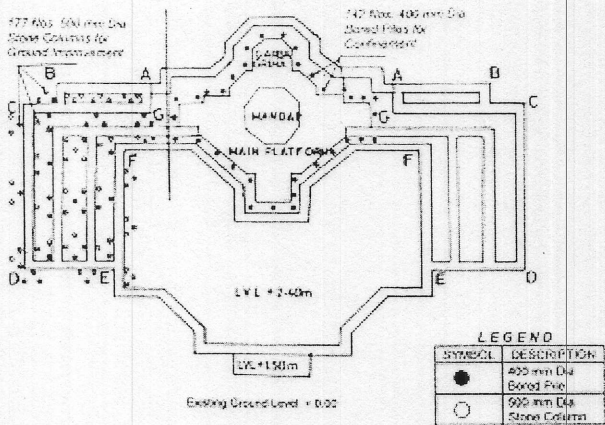 177 Nos. 500 mm Dia
Stone Columns for
Ground Improvement
142 Nos. 400 mm Dia
Bored Piles for
Confinement
B
A
A
B
C
C
G
G
GARBA
GRIHA
MANDAP
MAIN PLATFORM
F
F
D
E
E
D
LVL + 2.40m
LVL+1.50m
Existing Ground Level + 0.00
LEGEND
SYMBOL DESCRIPTION
400 mm Dia
Bored Pile
500 mm Dia
Stone Column